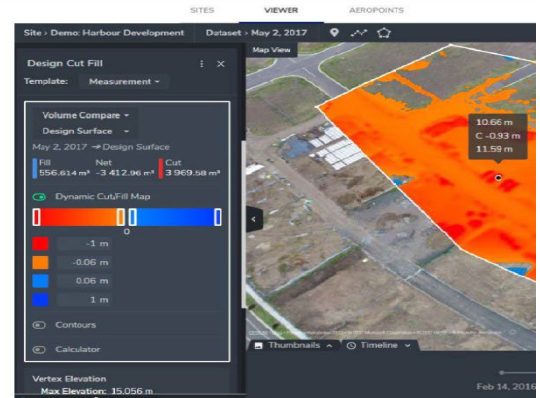 SITES VIEWER AEROPOINTS
Site › Demo: Harbour Development Dataset › May 2, 2017
Map View
Design Cut Fill
Template: Measurement
Volume Compare
Design Surface
May 2, 2017 → Design Surface
Fill Net Cut
556.614 m³ -3 412.96 m³ 3 969.58 m³
Dynamic Cut/Fill Map
0
-1 m
-0.06 m
0.06 m
1 m
Contours
Calculator
Vertex Elevation
Max Elevation: 15.056 m
10.66 m
C -0.93 m
11.59 m
Thumbnails Timeline
Feb 14, 2016